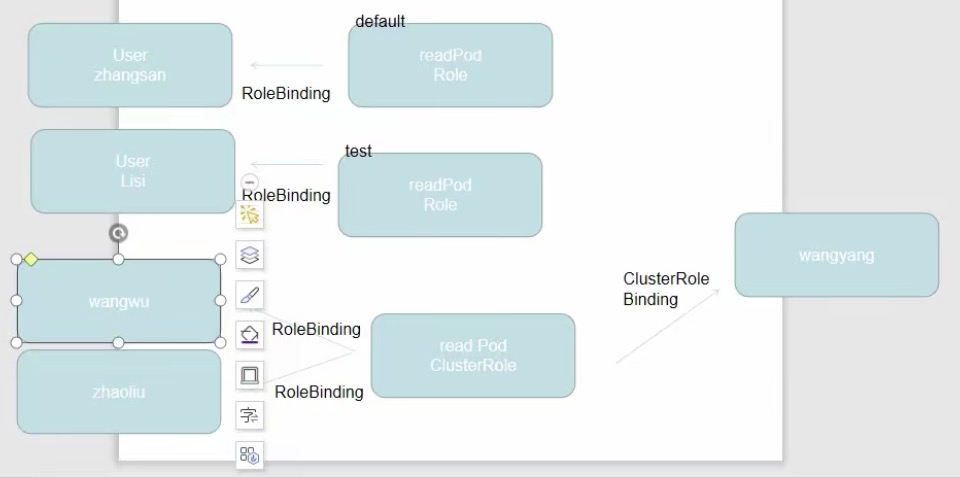 default
User
zhangsan
readPod
Role
RoleBinding
User
Lisi
test
readPod
Role
RoleBinding
wangwu
wangyang
ClusterRole
Binding
RoleBinding
read Pod
ClusterRole
zhaoliu
RoleBinding
字